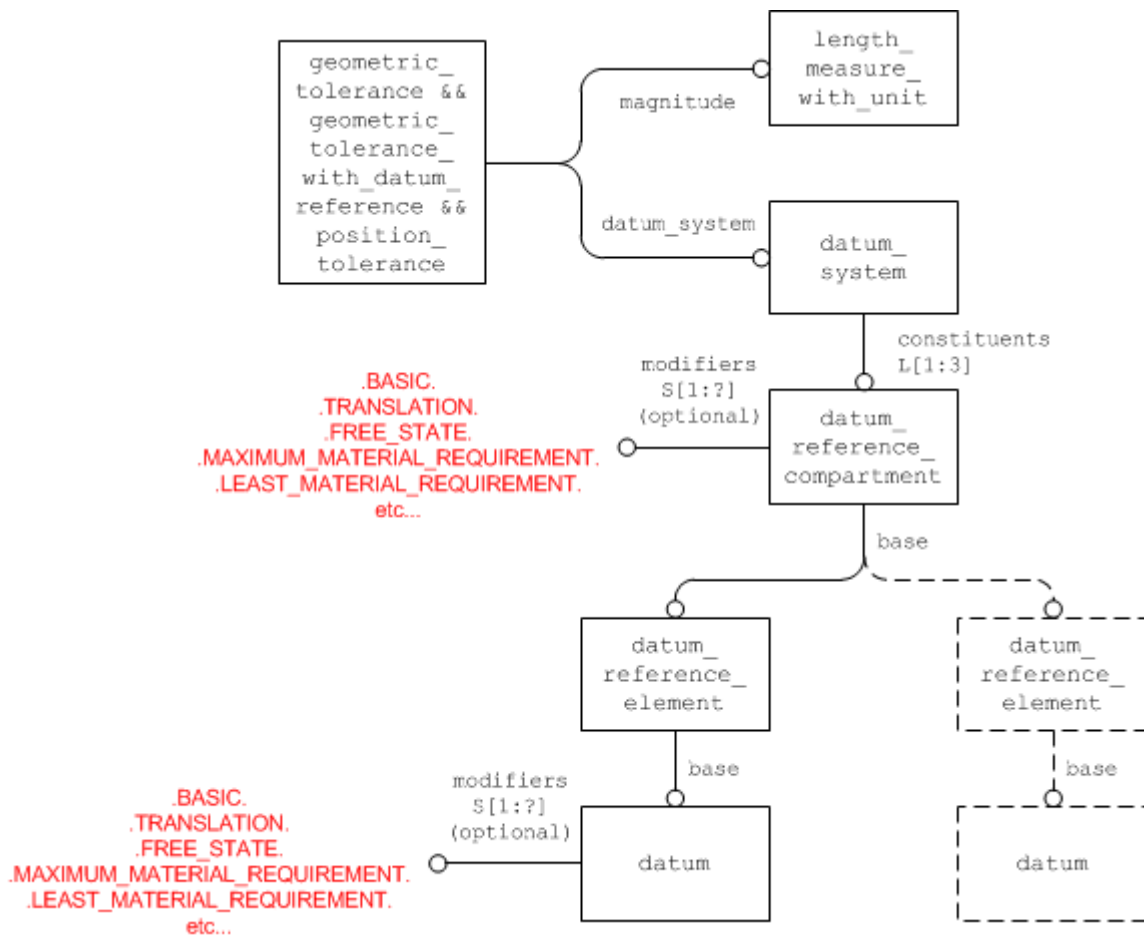 geometric_
tolerance &&
geometric_
tolerance_
with_datum_
reference &&
position_
tolerance
magnitude
length_
measure_
with_unit
datum_system
datum_
system
constituents
L[1:3]
modifiers
S[1:?]
(optional)
.BASIC.
.TRANSLATION.
.FREE_STATE.
.MAXIMUM_MATERIAL_REQUIREMENT.
.LEAST_MATERIAL_REQUIREMENT.
etc...
datum_
reference_
compartment
base
datum_
reference_
element
datum_
reference_
element
base
base
modifiers
S[1:?]
(optional)
.BASIC.
.TRANSLATION.
.FREE_STATE.
.MAXIMUM_MATERIAL_REQUIREMENT.
.LEAST_MATERIAL_REQUIREMENT.
etc...
datum
datum